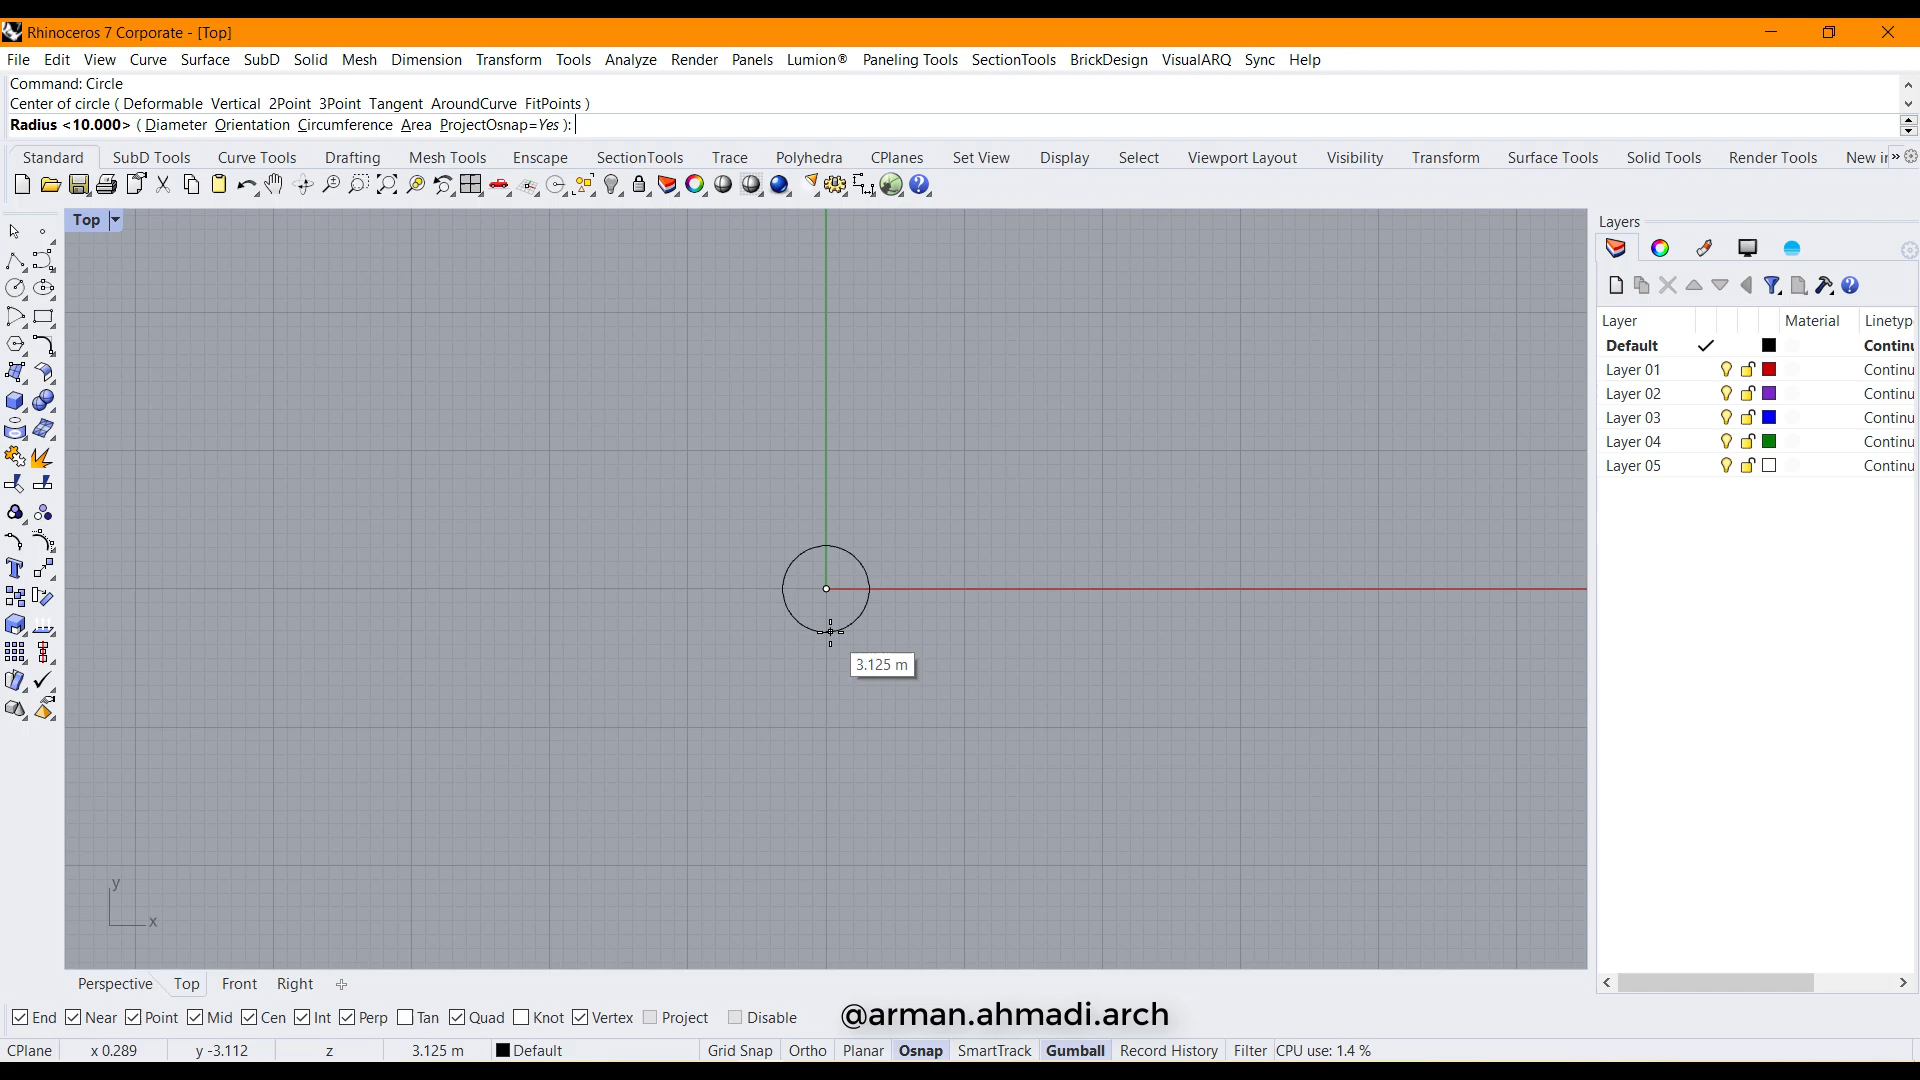 Rhinoceros 7 Corporate - [Top]
File Edit View Curve Surface SubD Solid Mesh Dimension Transform Tools Analyze Render Panels Lumion® Paneling Tools SectionTools BrickDesign VisualARQ Sync Help
Command: Circle
Center of circle ( Deformable Vertical 2Point 3Point Tangent AroundCurve FitPoints )
Radius <10.000> ( Diameter Orientation Circumference Area ProjectOsnap=Yes ):
Standard SubD Tools Curve Tools Drafting Mesh Tools Enscape SectionTools Trace Polyhedra CPlanes Set View Display Select Viewport Layout Visibility Transform Surface Tools Solid Tools Render Tools New in »
Top
Layers
Layer Material Linetyp
Default Continu
Layer 01 Continu
Layer 02 Continu
Layer 03 Continu
Layer 04 Continu
Layer 05 Continu
3.125 m
y
x
Perspective Top Front Right
End Near Point Mid Cen Int Perp Tan Quad Knot Vertex Project Disable
@arman.ahmadi.arch
CPlane x 0.289 y -3.112 z 3.125 m Default Grid Snap Ortho Planar Osnap SmartTrack Gumball Record History Filter CPU use: 1.4 %